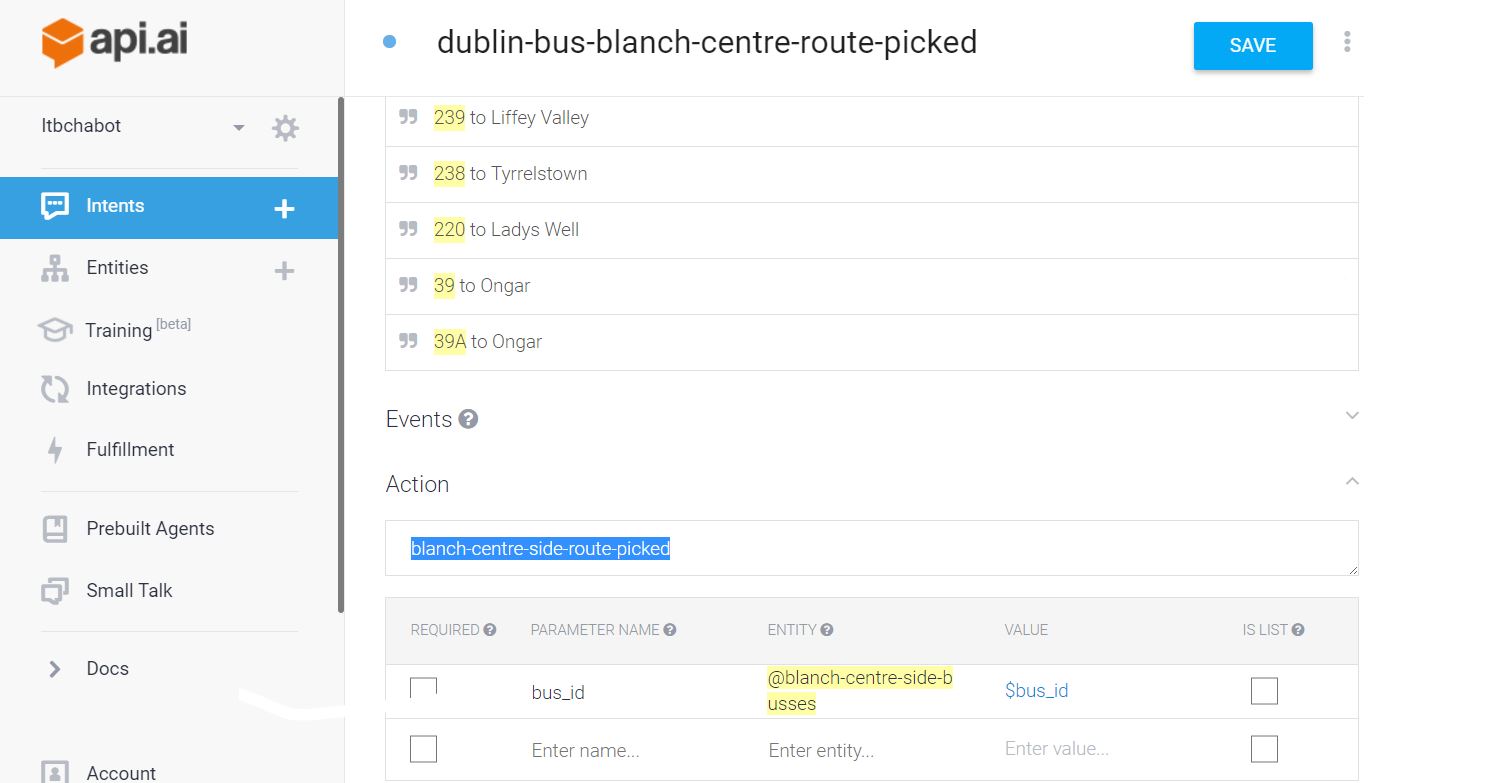 api.ai
dublin-bus-blanch-centre-route-picked
SAVE
Itbchabot
Intents
Entities
Training [beta]
Integrations
Fulfillment
Prebuilt Agents
Small Talk
Docs
Account
239 to Liffey Valley
238 to Tyrrelstown
220 to Ladys Well
39 to Ongar
39A to Ongar
Events
Action
blanch-centre-side-route-picked
REQUIRED PARAMETER NAME ENTITY VALUE IS LIST
bus_id @blanch-centre-side-b $bus_id
usses
Enter name... Enter entity... Enter value...